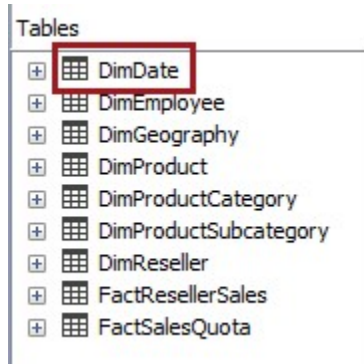 Tables
DimDate
DimEmployee
DimGeography
DimProduct
DimProductCategory
DimProductSubcategory
DimReseller
FactResellerSales
FactSalesQuota